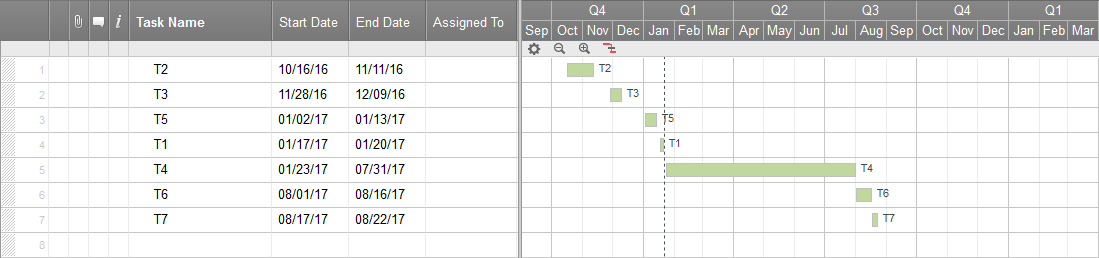 Task Name Start Date End Date Assigned To
Q4 Q1 Q2 Q3 Q4 Q1
Sep Oct Nov Dec Jan Feb Mar Apr May Jun Jul Aug Sep Oct Nov Dec Jan Feb Mar
1 T2 10/16/16 11/11/16 T2
2 T3 11/28/16 12/09/16 T3
3 T5 01/02/17 01/13/17 T5
4 T1 01/17/17 01/20/17 T1
5 T4 01/23/17 07/31/17 T4
6 T6 08/01/17 08/16/17 T6
7 T7 08/17/17 08/22/17 T7
8